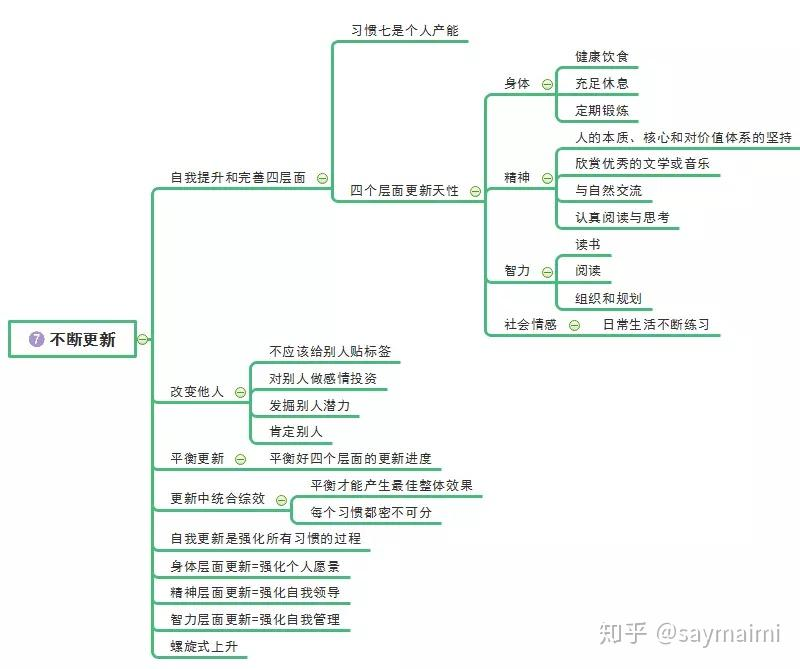 ⑦ 不断更新
自我提升和完善四层面
习惯七是个人产能
四个层面更新天性
身体
健康饮食
充足休息
定期锻炼
精神
人的本质、核心和对价值体系的坚持
欣赏优秀的文学或音乐
与自然交流
认真阅读与思考
智力
读书
阅读
组织和规划
社会情感
日常生活不断练习
改变他人
不应该给别人贴标签
对别人做感情投资
发掘别人潜力
肯定别人
平衡更新
平衡好四个层面的更新进度
更新中统合综效
平衡才能产生最佳整体效果
每个习惯都密不可分
自我更新是强化所有习惯的过程
身体层面更新=强化个人愿景
精神层面更新=强化自我领导
智力层面更新=强化自我管理
螺旋式上升
知乎 @saymaimi